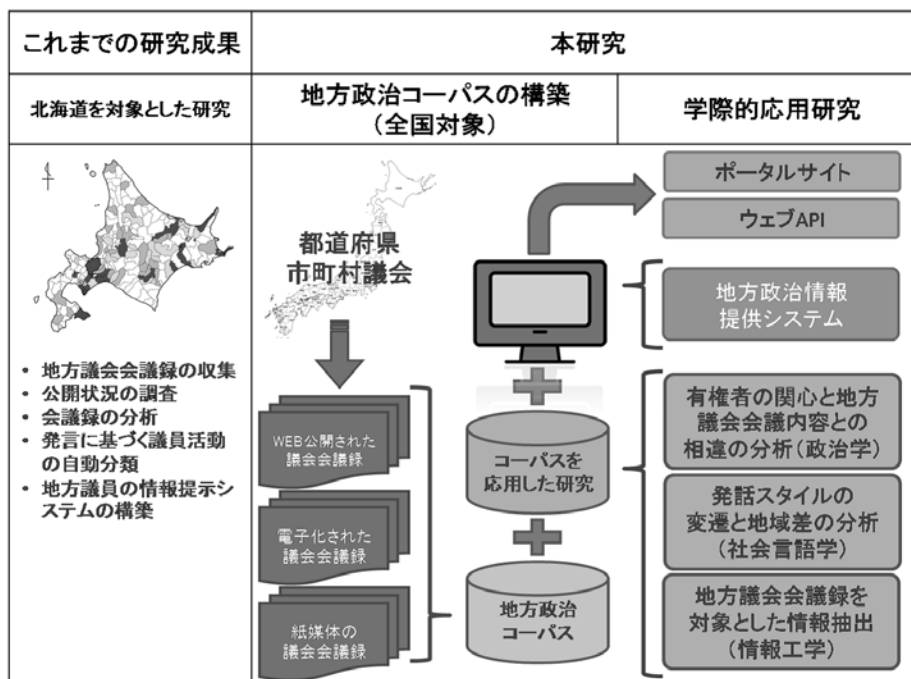 これまでの研究成果
本研究
北海道を対象とした研究
地方政治コーパスの構築
(全国対象)
学際的応用研究
・地方議会会議録の収集
・公開状況の調査
・会議録の分析
・発言に基づく議員活動
の自動分類
・地方議員の情報提示シ
ステムの構築
都道府県
市町村議会
WEB公開された
議会会議録
電子化された
議会会議録
紙媒体の
議会会議録
コーパスを
応用した研究
地方政治
コーパス
ポータルサイト
ウェブAPI
地方政治情報
提供システム
有権者の関心と地方
議会会議内容との
相違の分析(政治学)
発話スタイルの
変遷と地域差の分析
(社会言語学)
地方議会会議録を
対象とした情報抽出
(情報工学)